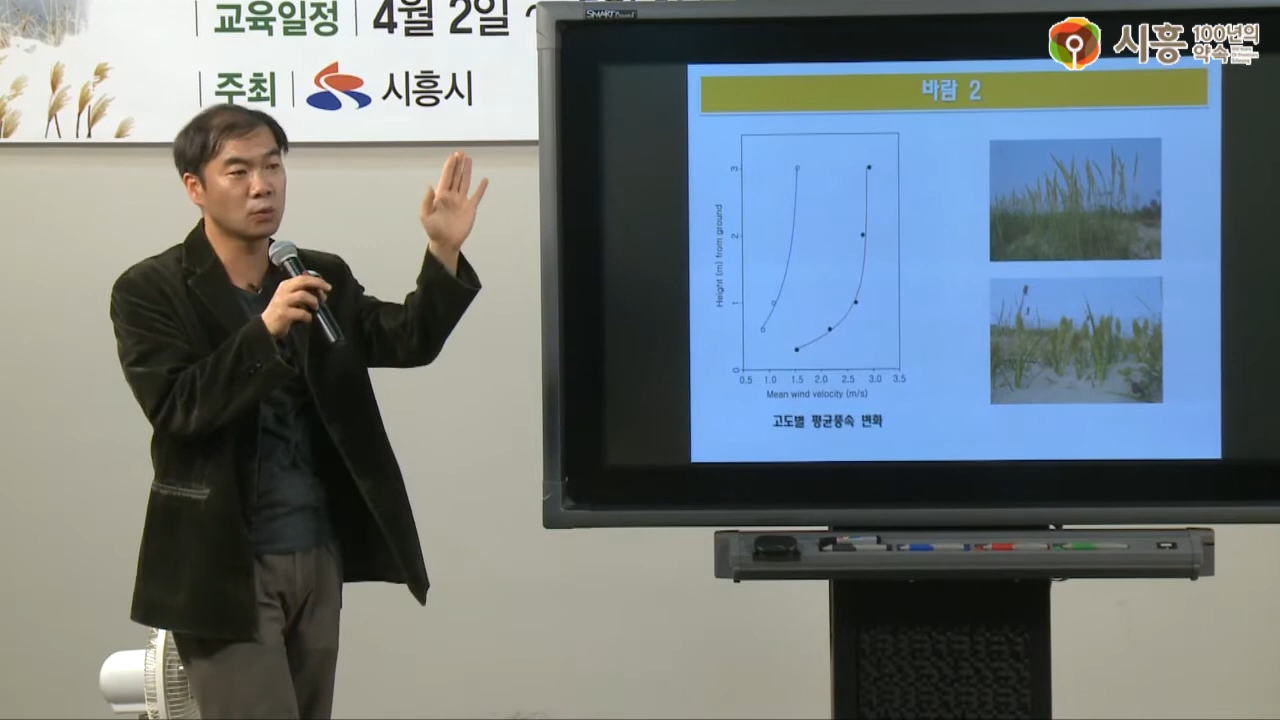 교육일정 4월 2일 ~
주최 시흥시
SMART Board
시흥 100년의 약속
바람 2
3
2
1
0
Height (m) from ground
0.5 1.0 1.5 2.0 2.5 3.0 3.5
Mean wind velocity (m/s)
고도별 평균풍속 변화